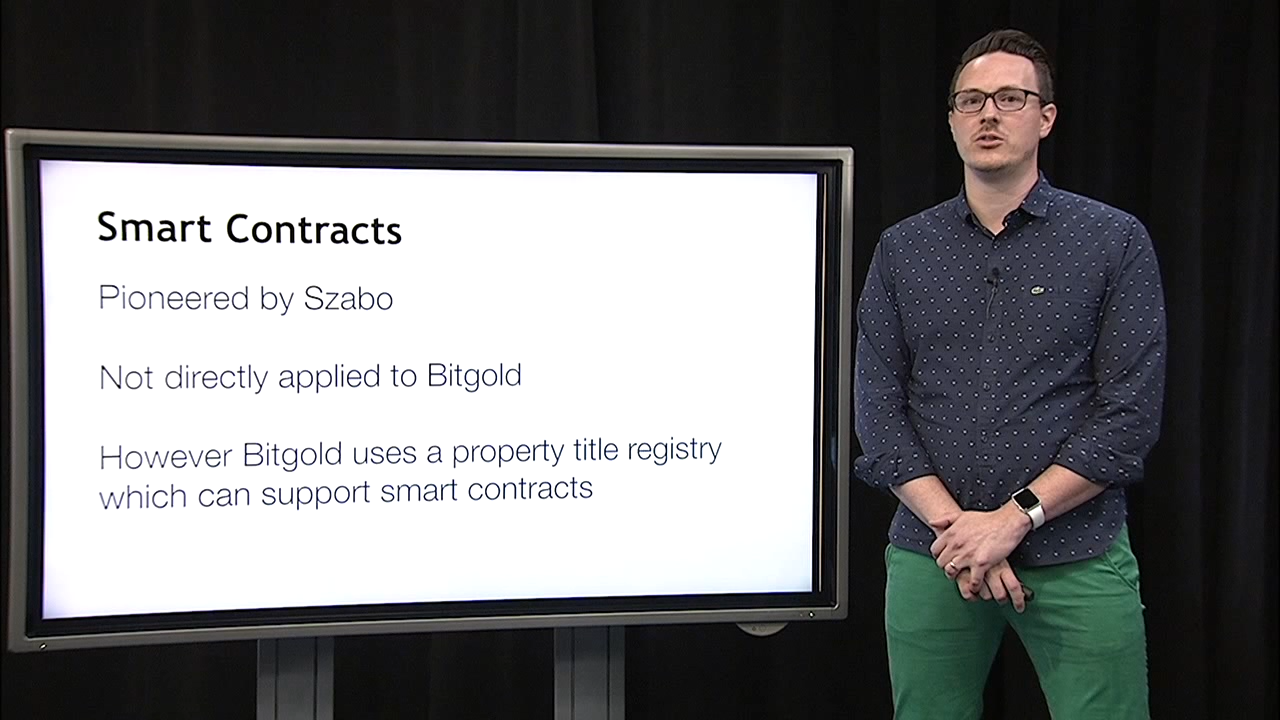 Smart Contracts
Pioneered by Szabo
Not directly applied to Bitgold
However Bitgold uses a property title registry
which can support smart contracts